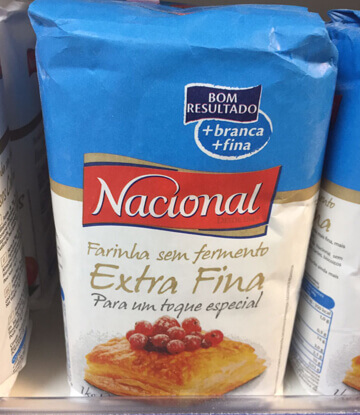 BOM
RESULTADO
+branca
+fina
Nacional
Farinha sem fermento
Extra Fina
Para um toque especial